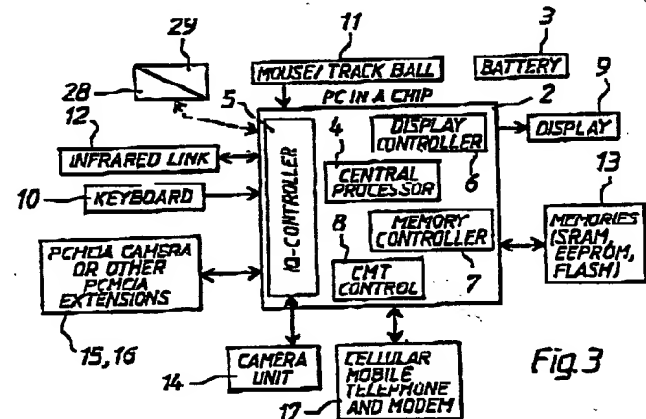 29
11
3
28
MOUSE/TRACK BALL
BATTERY
5
PC IN A CHIP
2
9
12
DISPLAY CONTROLLER
DISPLAY
INFRARED LINK
4
6
13
10
KEYBOARD
IO-CONTROLLER
CENTRAL PROCESSOR
MEMORIES (SRAM, EEPROM, FLASH)
8
MEMORY CONTROLLER
PCMCIA CAMERA OR OTHER PCMCIA EXTENSIONS
CMT CONTROL
7
15,16
14
CAMERA UNIT
CELLULAR MOBILE TELEPHONE AND MODEM
17
Fig.3